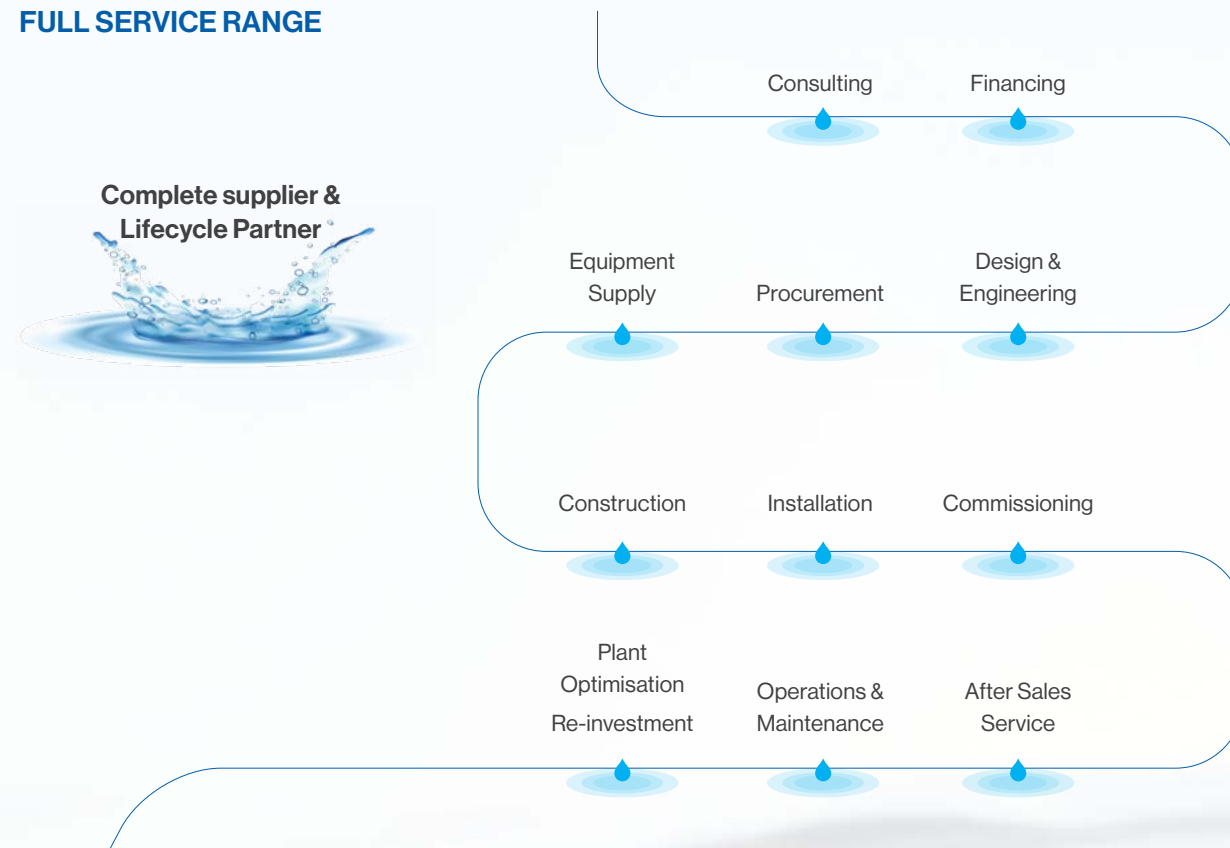 FULL SERVICE RANGE
Complete supplier &
Lifecycle Partner
Consulting
Financing
Equipment
Supply
Procurement
Design &
Engineering
Construction
Installation
Commissioning
Plant
Optimisation
Re-investment
Operations &
Maintenance
After Sales
Service